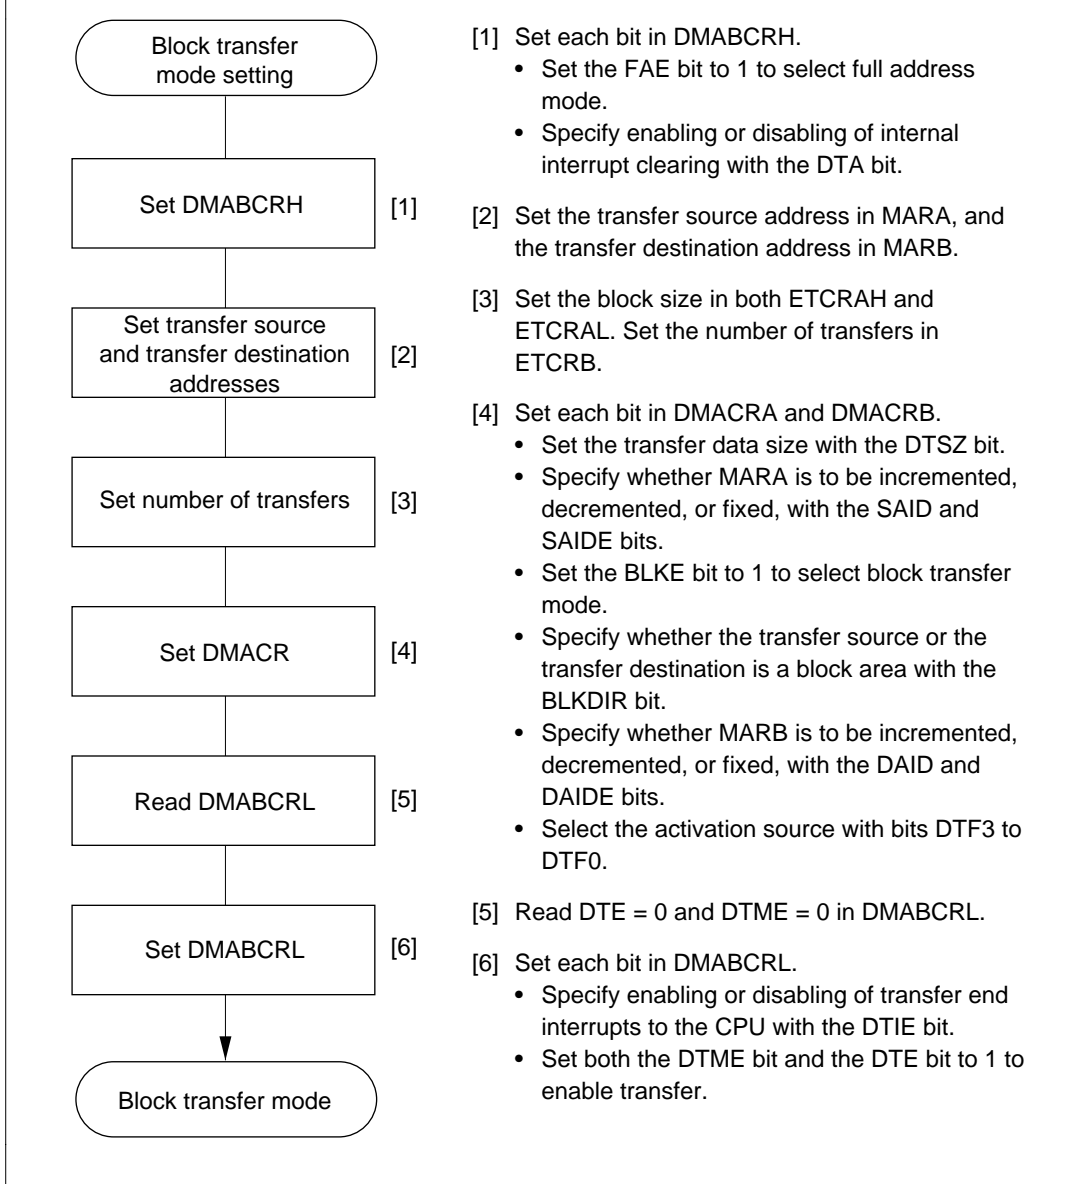 Block transfer
mode setting
Set DMABCRH
[1]
Set transfer source
and transfer destination
addresses
[2]
Set number of transfers
[3]
Set DMACR
[4]
Read DMABCRL
[5]
Set DMABCRL
[6]
Block transfer mode
[1] Set each bit in DMABCRH.
• Set the FAE bit to 1 to select full address
mode.
• Specify enabling or disabling of internal
interrupt clearing with the DTA bit.
[2] Set the transfer source address in MARA, and
the transfer destination address in MARB.
[3] Set the block size in both ETCRAH and
ETCRAL. Set the number of transfers in
ETCRB.
[4] Set each bit in DMACRA and DMACRB.
• Set the transfer data size with the DTSZ bit.
• Specify whether MARA is to be incremented,
decremented, or fixed, with the SAID and
SAIDE bits.
• Set the BLKE bit to 1 to select block transfer
mode.
• Specify whether the transfer source or the
transfer destination is a block area with the
BLKDIR bit.
• Specify whether MARB is to be incremented,
decremented, or fixed, with the DAID and
DAIDE bits.
• Select the activation source with bits DTF3 to
DTF0.
[5] Read DTE = 0 and DTME = 0 in DMABCRL.
[6] Set each bit in DMABCRL.
• Specify enabling or disabling of transfer end
interrupts to the CPU with the DTIE bit.
• Set both the DTME bit and the DTE bit to 1 to
enable transfer.